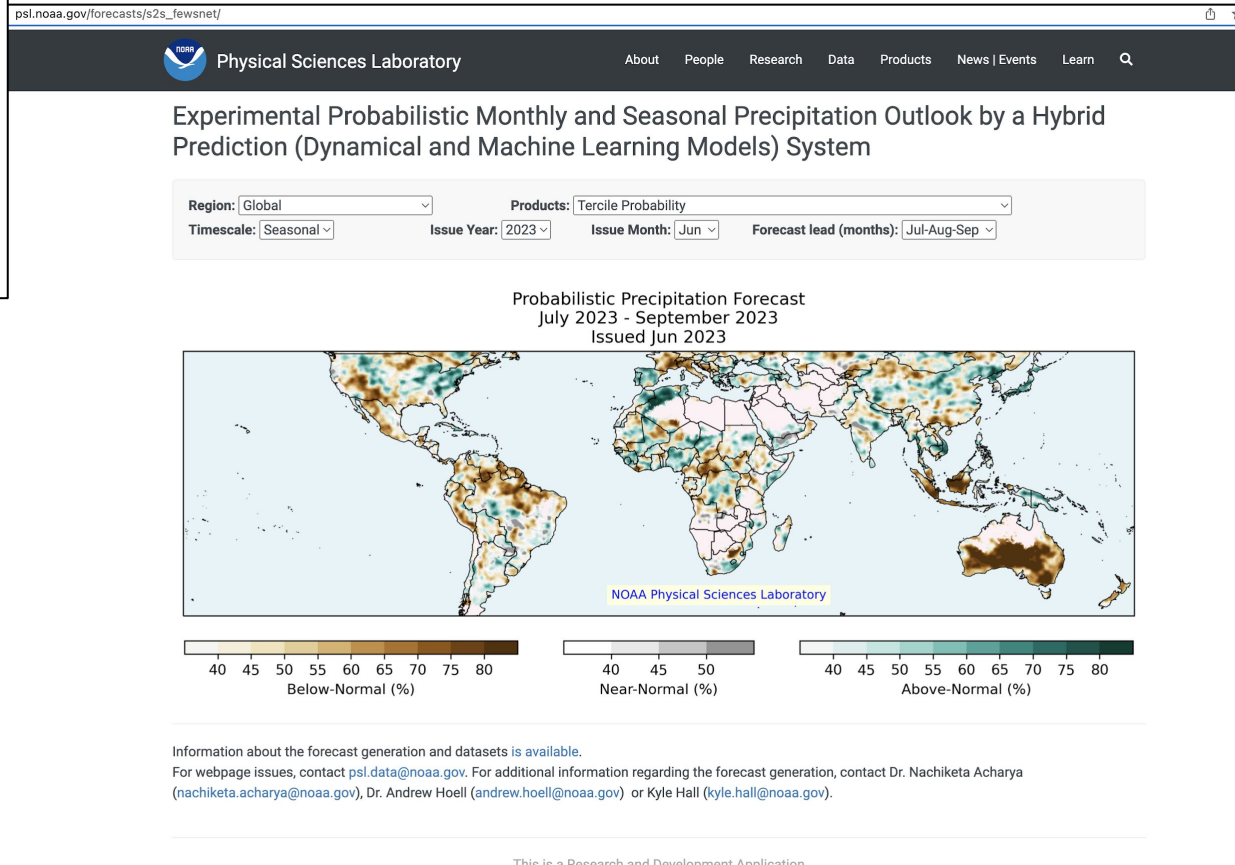 psl.noaa.gov/forecasts/s2s_fewsnet/
NOAA
Physical Sciences Laboratory
About People Research Data Products News | Events Learn
Experimental Probabilistic Monthly and Seasonal Precipitation Outlook by a Hybrid
Prediction (Dynamical and Machine Learning Models) System
Region: Global Products: Tercile Probability
Timescale: Seasonal Issue Year: 2023 Issue Month: Jun Forecast lead (months): Jul-Aug-Sep
Probabilistic Precipitation Forecast
July 2023 - September 2023
Issued Jun 2023
NOAA Physical Sciences Laboratory
40 45 50 55 60 65 70 75 80
Below-Normal (%)
40 45 50
Near-Normal (%)
40 45 50 55 60 65 70 75 80
Above-Normal (%)
Information about the forecast generation and datasets is available.
For webpage issues, contact psl.data@noaa.gov. For additional information regarding the forecast generation, contact Dr. Nachiketa Acharya
(nachiketa.acharya@noaa.gov), Dr. Andrew Hoell (andrew.hoell@noaa.gov) or Kyle Hall (kyle.hall@noaa.gov).
This is a Research and Development Application